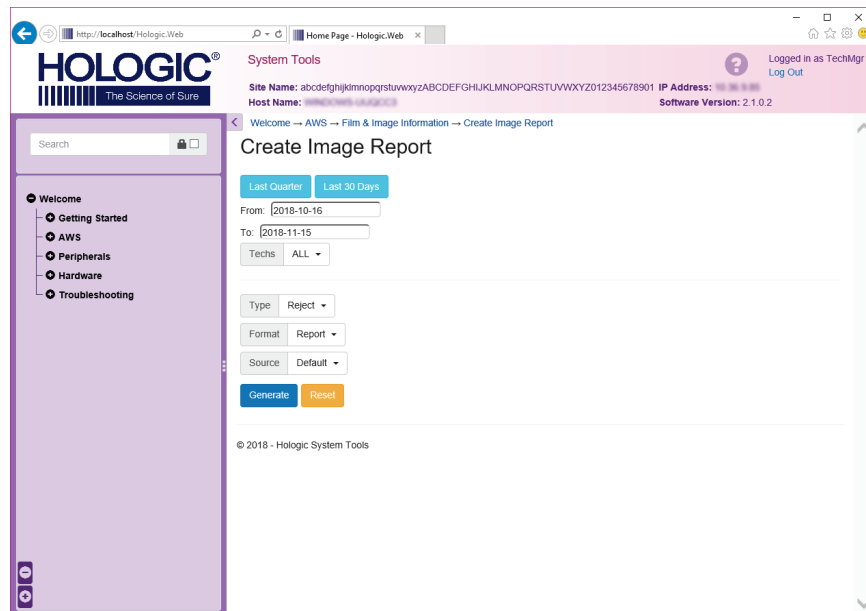 http://localhost/Hologic.Web
Home Page - Hologic.Web
HOLOGIC®
The Science of Sure
System Tools
Logged in as TechMgr
Log Out
Site Name: abcdefghijklmnopqrstuvwxyzABCDEFGHIJKLMNOPQRSTUVWXYZ012345678901 IP Address:
Host Name:
Software Version: 2.1.0.2
Search
Welcome → AWS → Film & Image Information → Create Image Report
Create Image Report
Last Quarter Last 30 Days
From: 2018-10-16
To: 2018-11-15
Techs ALL
Type Reject
Format Report
Source Default
Generate Reset
© 2018 - Hologic System Tools
Welcome
Getting Started
AWS
Peripherals
Hardware
Troubleshooting